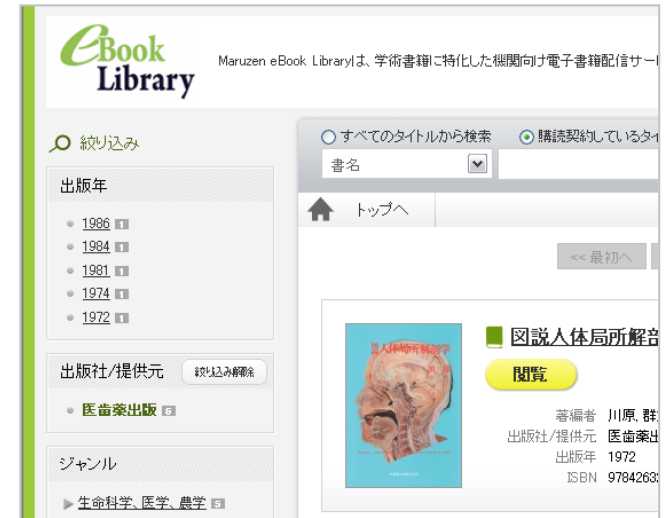 eBook
Library
Maruzen eBook Libraryは、学術書籍に特化した機関向け電子書籍配信サー
絞り込み
すべてのタイトルから検索
購読契約しているタ
書名
トップへ
<< 最初へ
出版年
1986 1
1984 1
1981 1
1974 1
1972 1
出版社/提供元
絞り込み解除
医歯薬出版 5
ジャンル
生命科学、医学、農学 5
図説人体局所解剖
閲覧
著編者 川原, 群
出版社/提供元 医歯薬出
出版年 1972
ISBN 97842632